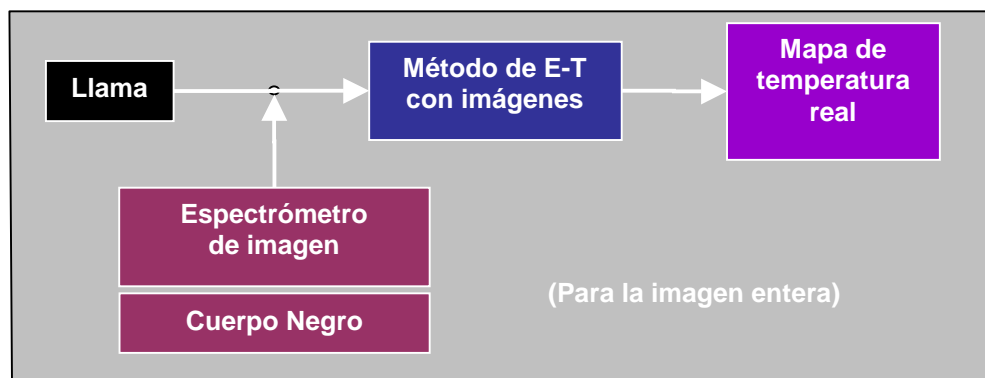 Llama
Método de E-T
con imágenes
Mapa de
temperatura
real
Espectrómetro
de imagen
Cuerpo Negro
(Para la imagen entera)